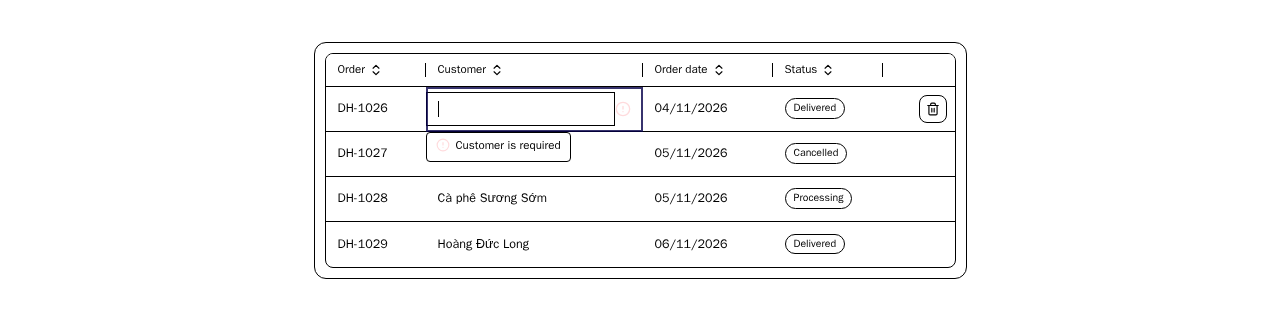 Order Customer Order date Status
DH-1026 04/11/2026 Delivered
Customer is required
DH-1027 05/11/2026 Cancelled
DH-1028 Cà phê Sương Sớm 05/11/2026 Processing
DH-1029 Hoàng Đức Long 06/11/2026 Delivered